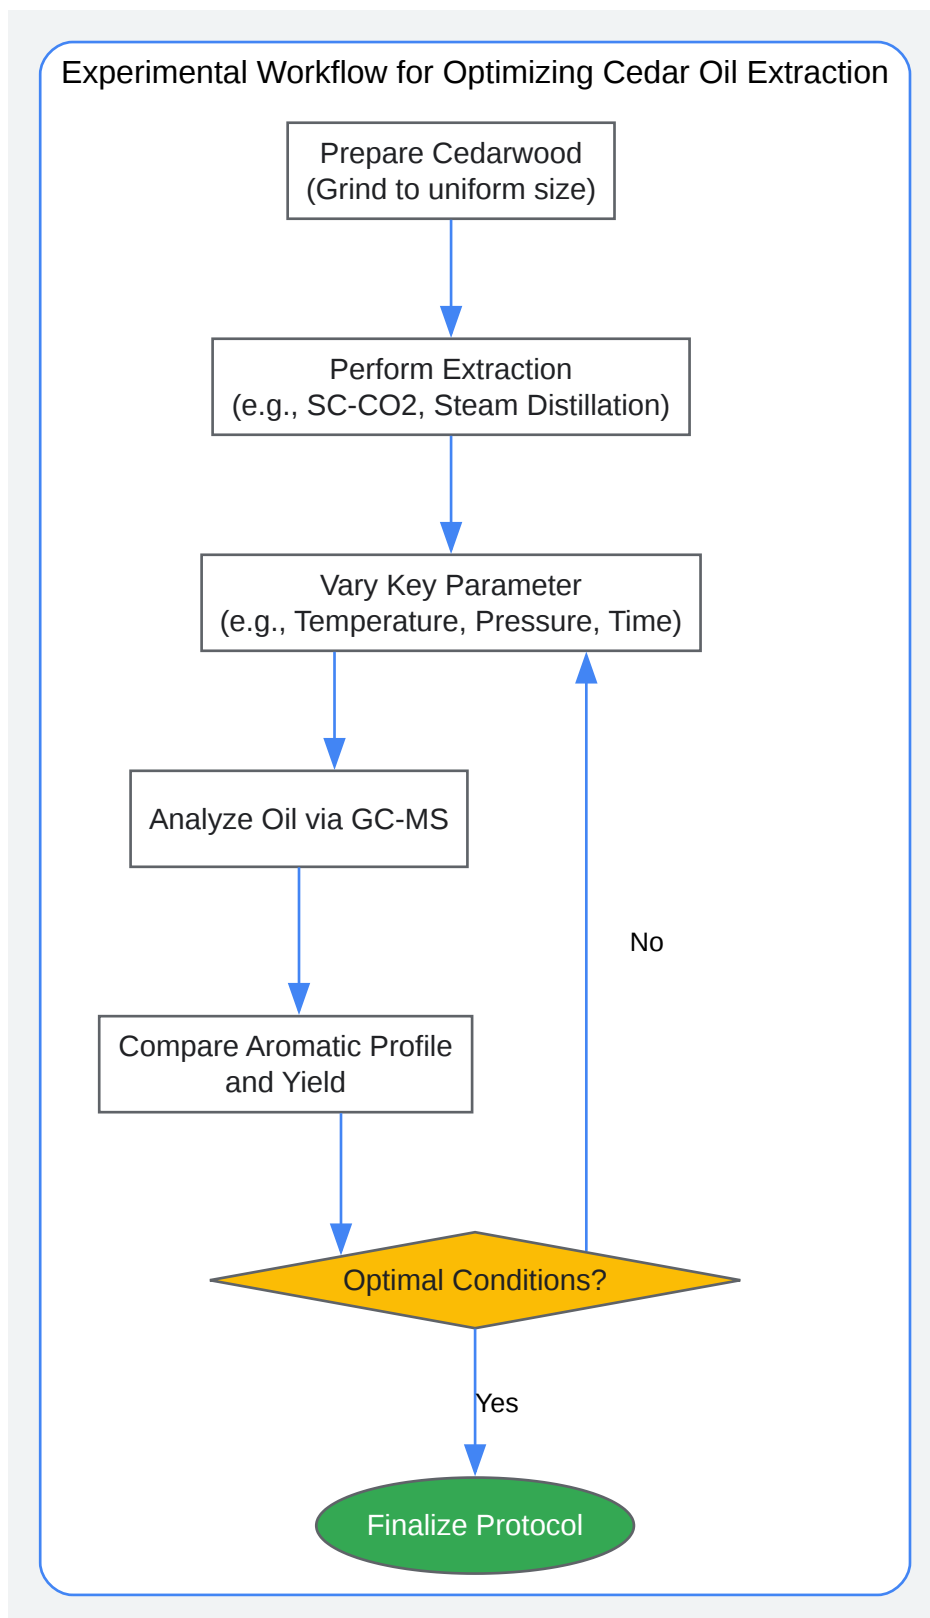 Experimental Workflow for Optimizing Cedar Oil Extraction
Prepare Cedarwood
(Grind to uniform size)
Perform Extraction
(e.g., SC-CO2, Steam Distillation)
Vary Key Parameter
(e.g., Temperature, Pressure, Time)
Analyze Oil via GC-MS
No
Compare Aromatic Profile
and Yield
Optimal Conditions?
Yes
Finalize Protocol